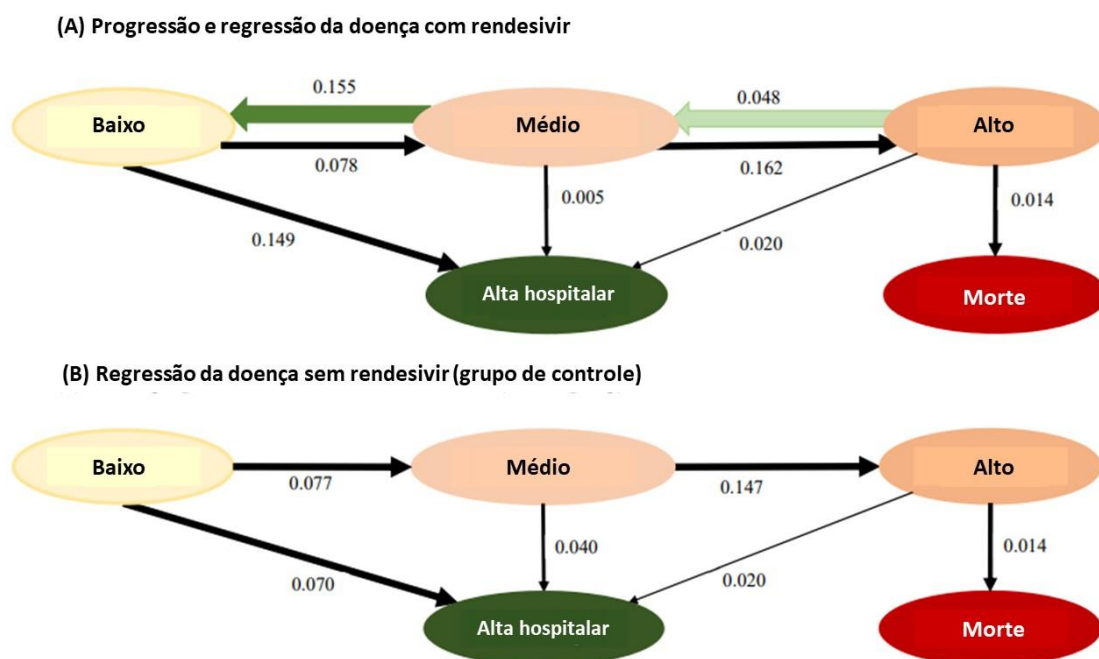 (A) Progressão e regressão da doença com rendesivir
0.155
0.048
Baixo
Médio
Alto
0.078
0.162
0.149
0.005
0.020
0.014
Alta hospitalar
Morte
(B) Regressão da doença sem rendesivir (grupo de controle)
Baixo
Médio
Alto
0.077
0.147
0.070
0.040
0.020
0.014
Alta hospitalar
Morte